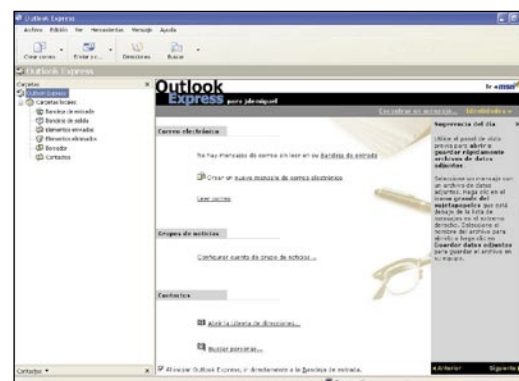 Outlook Express
Archivo Edición Ver Herramientas Mensaje Ayuda
Crear correo Enviar y r... Direcciones Buscar
Outlook Express
Carpetas
Outlook Express
Carpetas locales
Bandeja de entrada
Bandeja de salida
Elementos enviados
Elementos eliminados
Borrador
Contactos
Contactos
Outlook
Express para jdemiguel
Ir a msn
Encontrar un mensaje... Identidades
Correo electrónico
No hay mensajes de correo sin leer en su Bandeja de entrada
Crear un nuevo mensaje de correo electrónico
Leer correo
Grupos de noticias
Configurar cuenta de grupo de noticias...
Contactos
Abrir la Libreta de direcciones...
Buscar personas...
Al iniciar Outlook Express, ir directamente a la Bandeja de entrada.
Sugerencia del día
Utilice el panel de vista
previa para abrir o
guardar rápidamente
archivos de datos
adjuntos.
Seleccione un mensaje con
un archivo de datos
adjuntos. Haga clic en el
icono grande del
sujetapapeles que está
debajo de la lista de
mensajes en el extremo
derecho. Seleccione el
nombre del archivo para
abrirlo o haga clic en
Guardar datos adjuntos
para guardar el archivo en
su equipo.
Anterior Siguiente